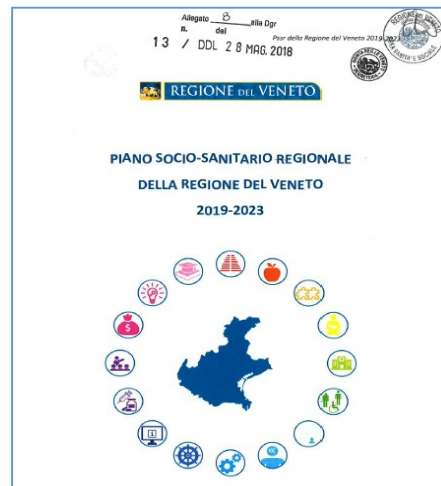 Allegato B alla Dgr
n. del
Pssr della Regione del Veneto 2019-2023
13 / DDL 28 MAG. 2018
REGIONE DEL VENETO
PIANO SOCIO-SANITARIO REGIONALE
DELLA REGIONE DEL VENETO
2019-2023
$
1